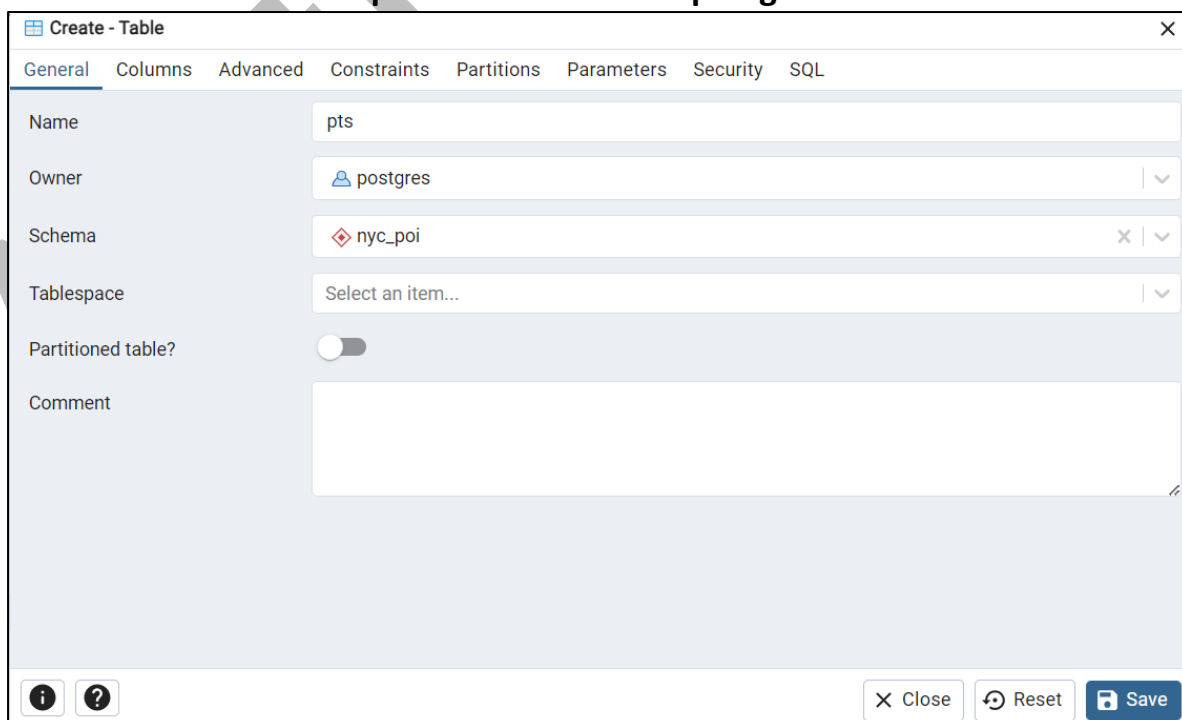 Create - Table
General Columns Advanced Constraints Partitions Parameters Security SQL
Name pts
Owner postgres
Schema nyc_poi
Tablespace Select an item...
Partitioned table?
Comment
Close Reset Save